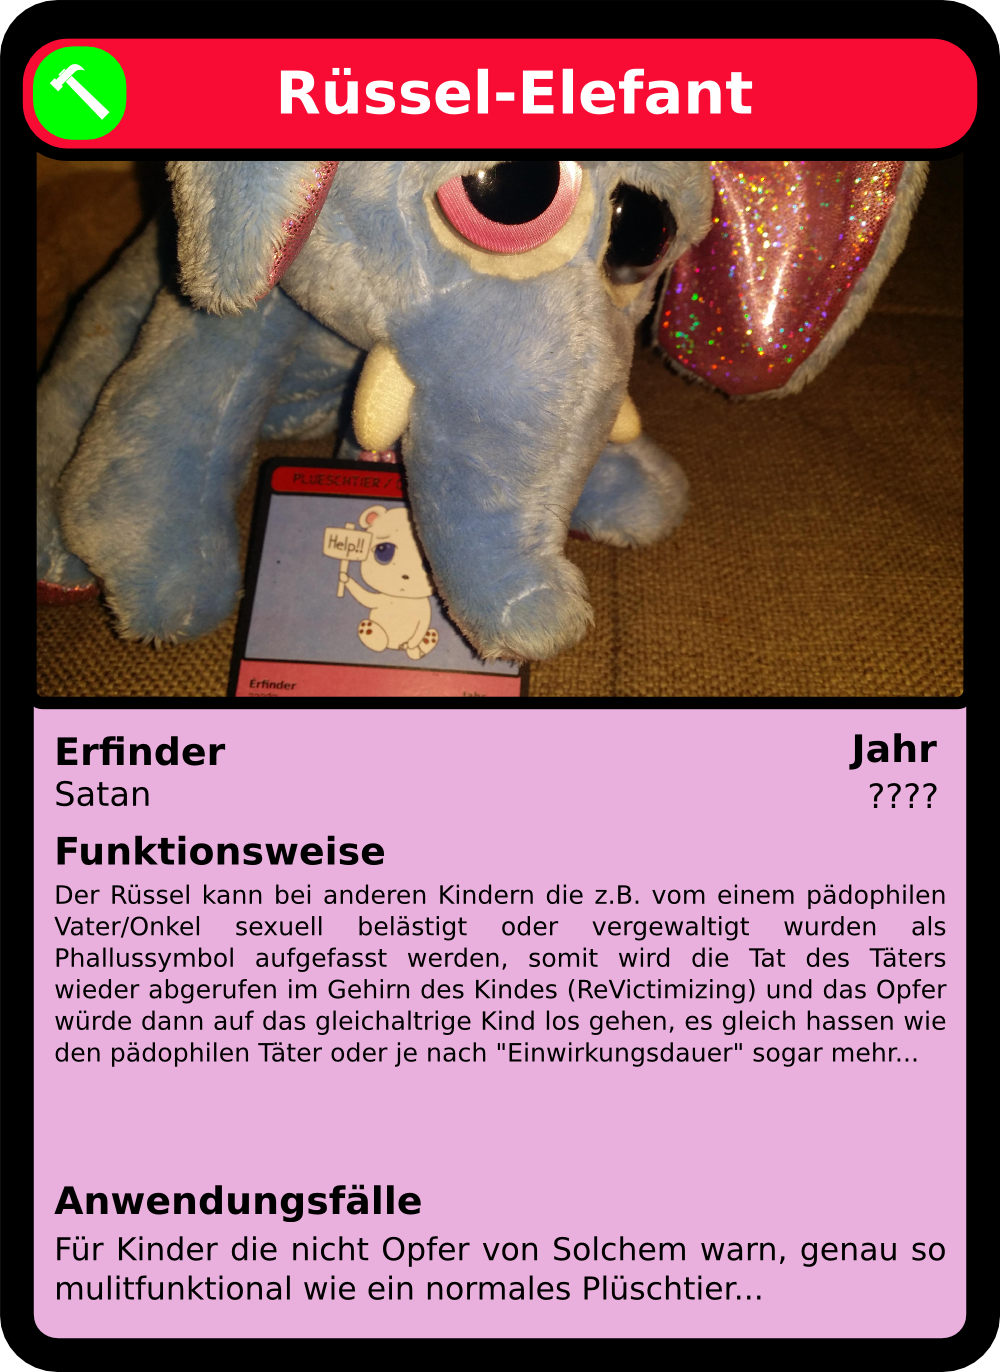 Rüssel-Elefant
PLUESCHTIER /
Help!!
Erfinder
Erfinder
Jahr
Satan
????
Funktionsweise
Der Rüssel kann bei anderen Kindern die z.B. vom einem pädophilen
Vater/Onkel sexuell belästigt oder vergewaltigt wurden als
Phallussymbol aufgefasst werden, somit wird die Tat des Täters
wieder abgerufen im Gehirn des Kindes (ReVictimizing) und das Opfer
würde dann auf das gleichaltrige Kind los gehen, es gleich hassen wie
den pädophilen Täter oder je nach "Einwirkungsdauer" sogar mehr...
Anwendungsfälle
Für Kinder die nicht Opfer von Solchem warn, genau so
mulitfunktional wie ein normales Plüschtier...